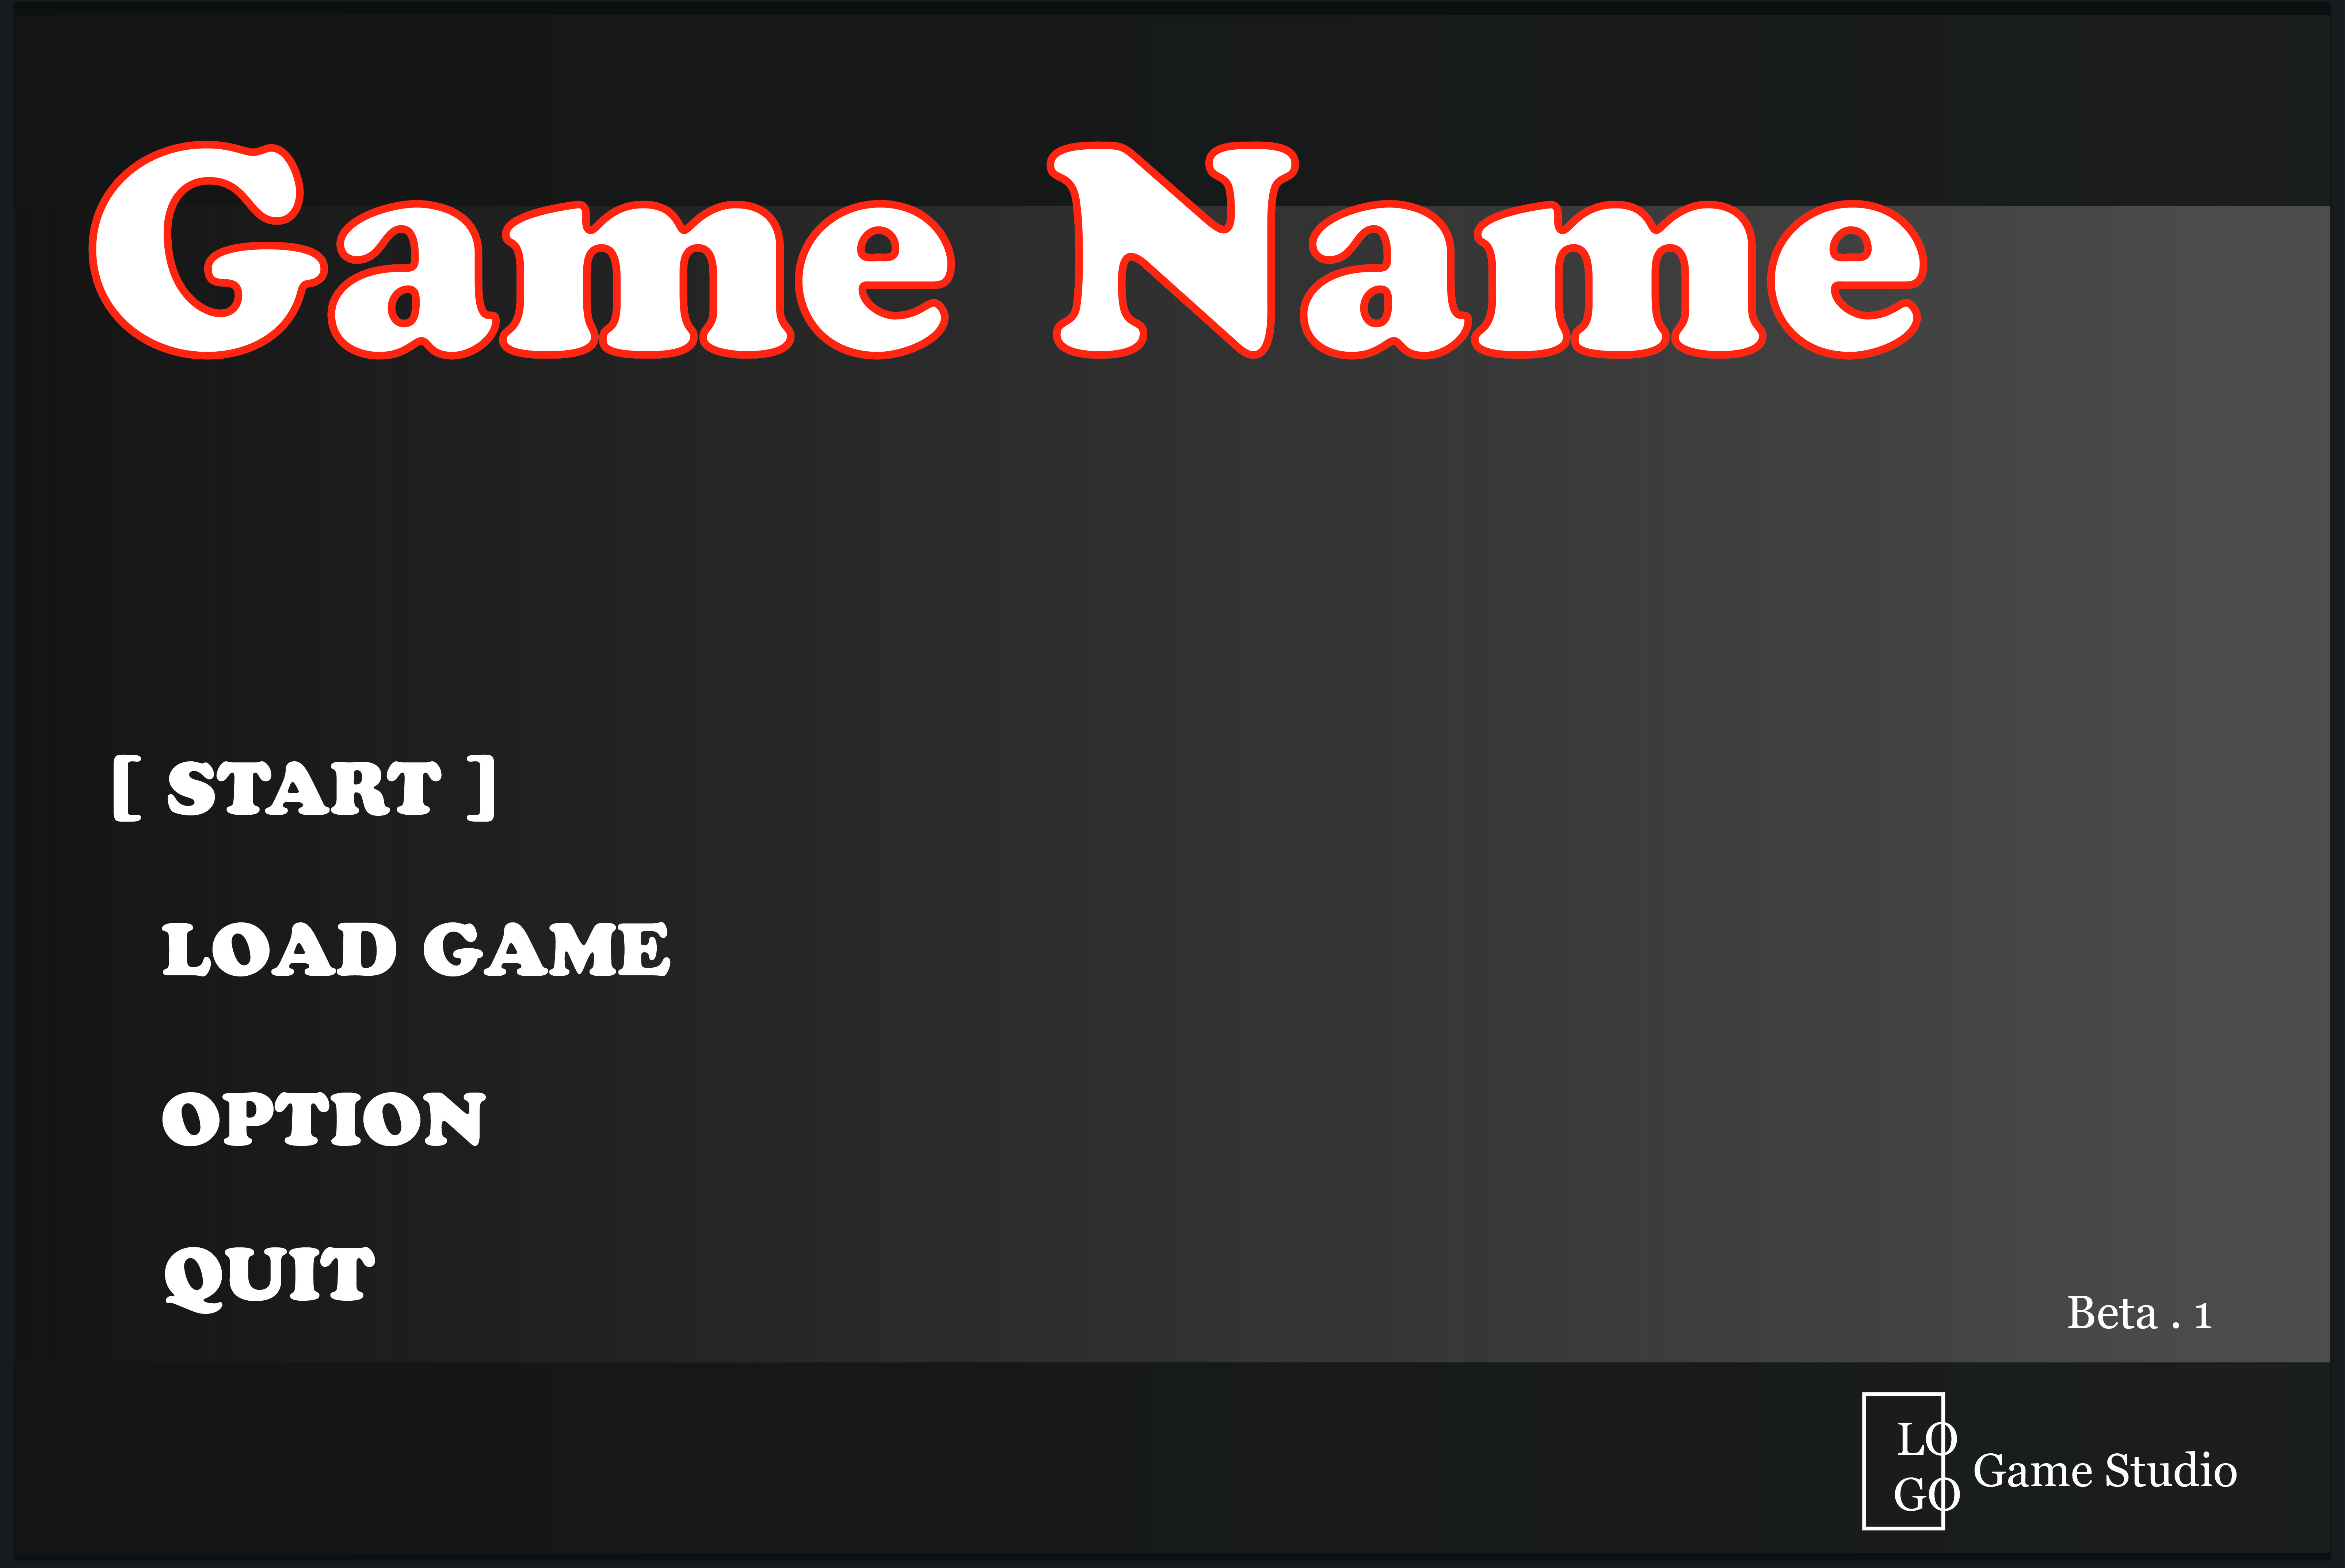 Game Name
[ START ]
LOAD GAME
OPTION
QUIT
Beta . 1
LO
GO
Game Studio